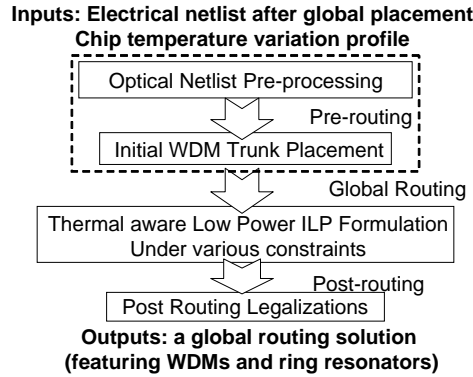 Inputs: Electrical netlist after global placement
Chip temperature variation profile
Optical Netlist Pre-processing
Pre-routing
Initial WDM Trunk Placement
Global Routing
Thermal aware Low Power ILP Formulation
Under various constraints
Post-routing
Post Routing Legalizations
Outputs: a global routing solution
(featuring WDMs and ring resonators)